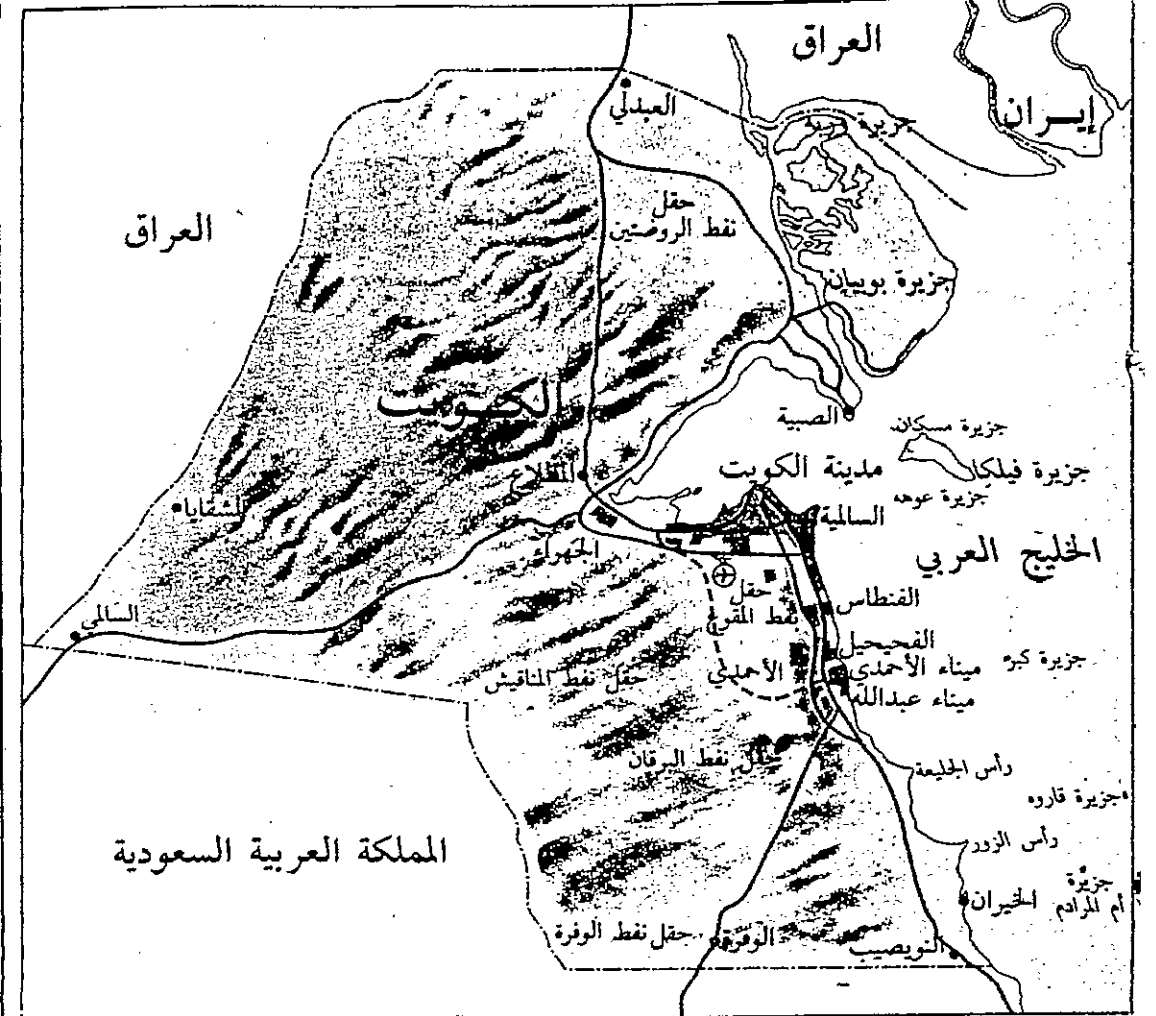 العراق
إيران
العبدلي
جزيرة وربة
حقل
نفط الروضتين
العراق
جزيرة بوبيان
الكويت
الصبية
جزيرة مسكان
مدينة الكويت
جزيرة فيلكا
المطلاع
جزيرة عوهه
الشقايا
السالمية
الجهراء
الخليج العربي
حقل
نفط المقوع
الفنطاس
السالمي
الفحيحيل
جزيرة كبر
الأحمدي
ميناء الأحمدي
حقل نفط المناقيش
ميناء عبدالله
حقل نفط البرقان
رأس الجليعة
جزيرة قاروه
رأس الزور
المملكة العربية السعودية
جزيرة
أم المرادم
الخيران
حقل نفط الوفرة
الوفرة
النويصيب